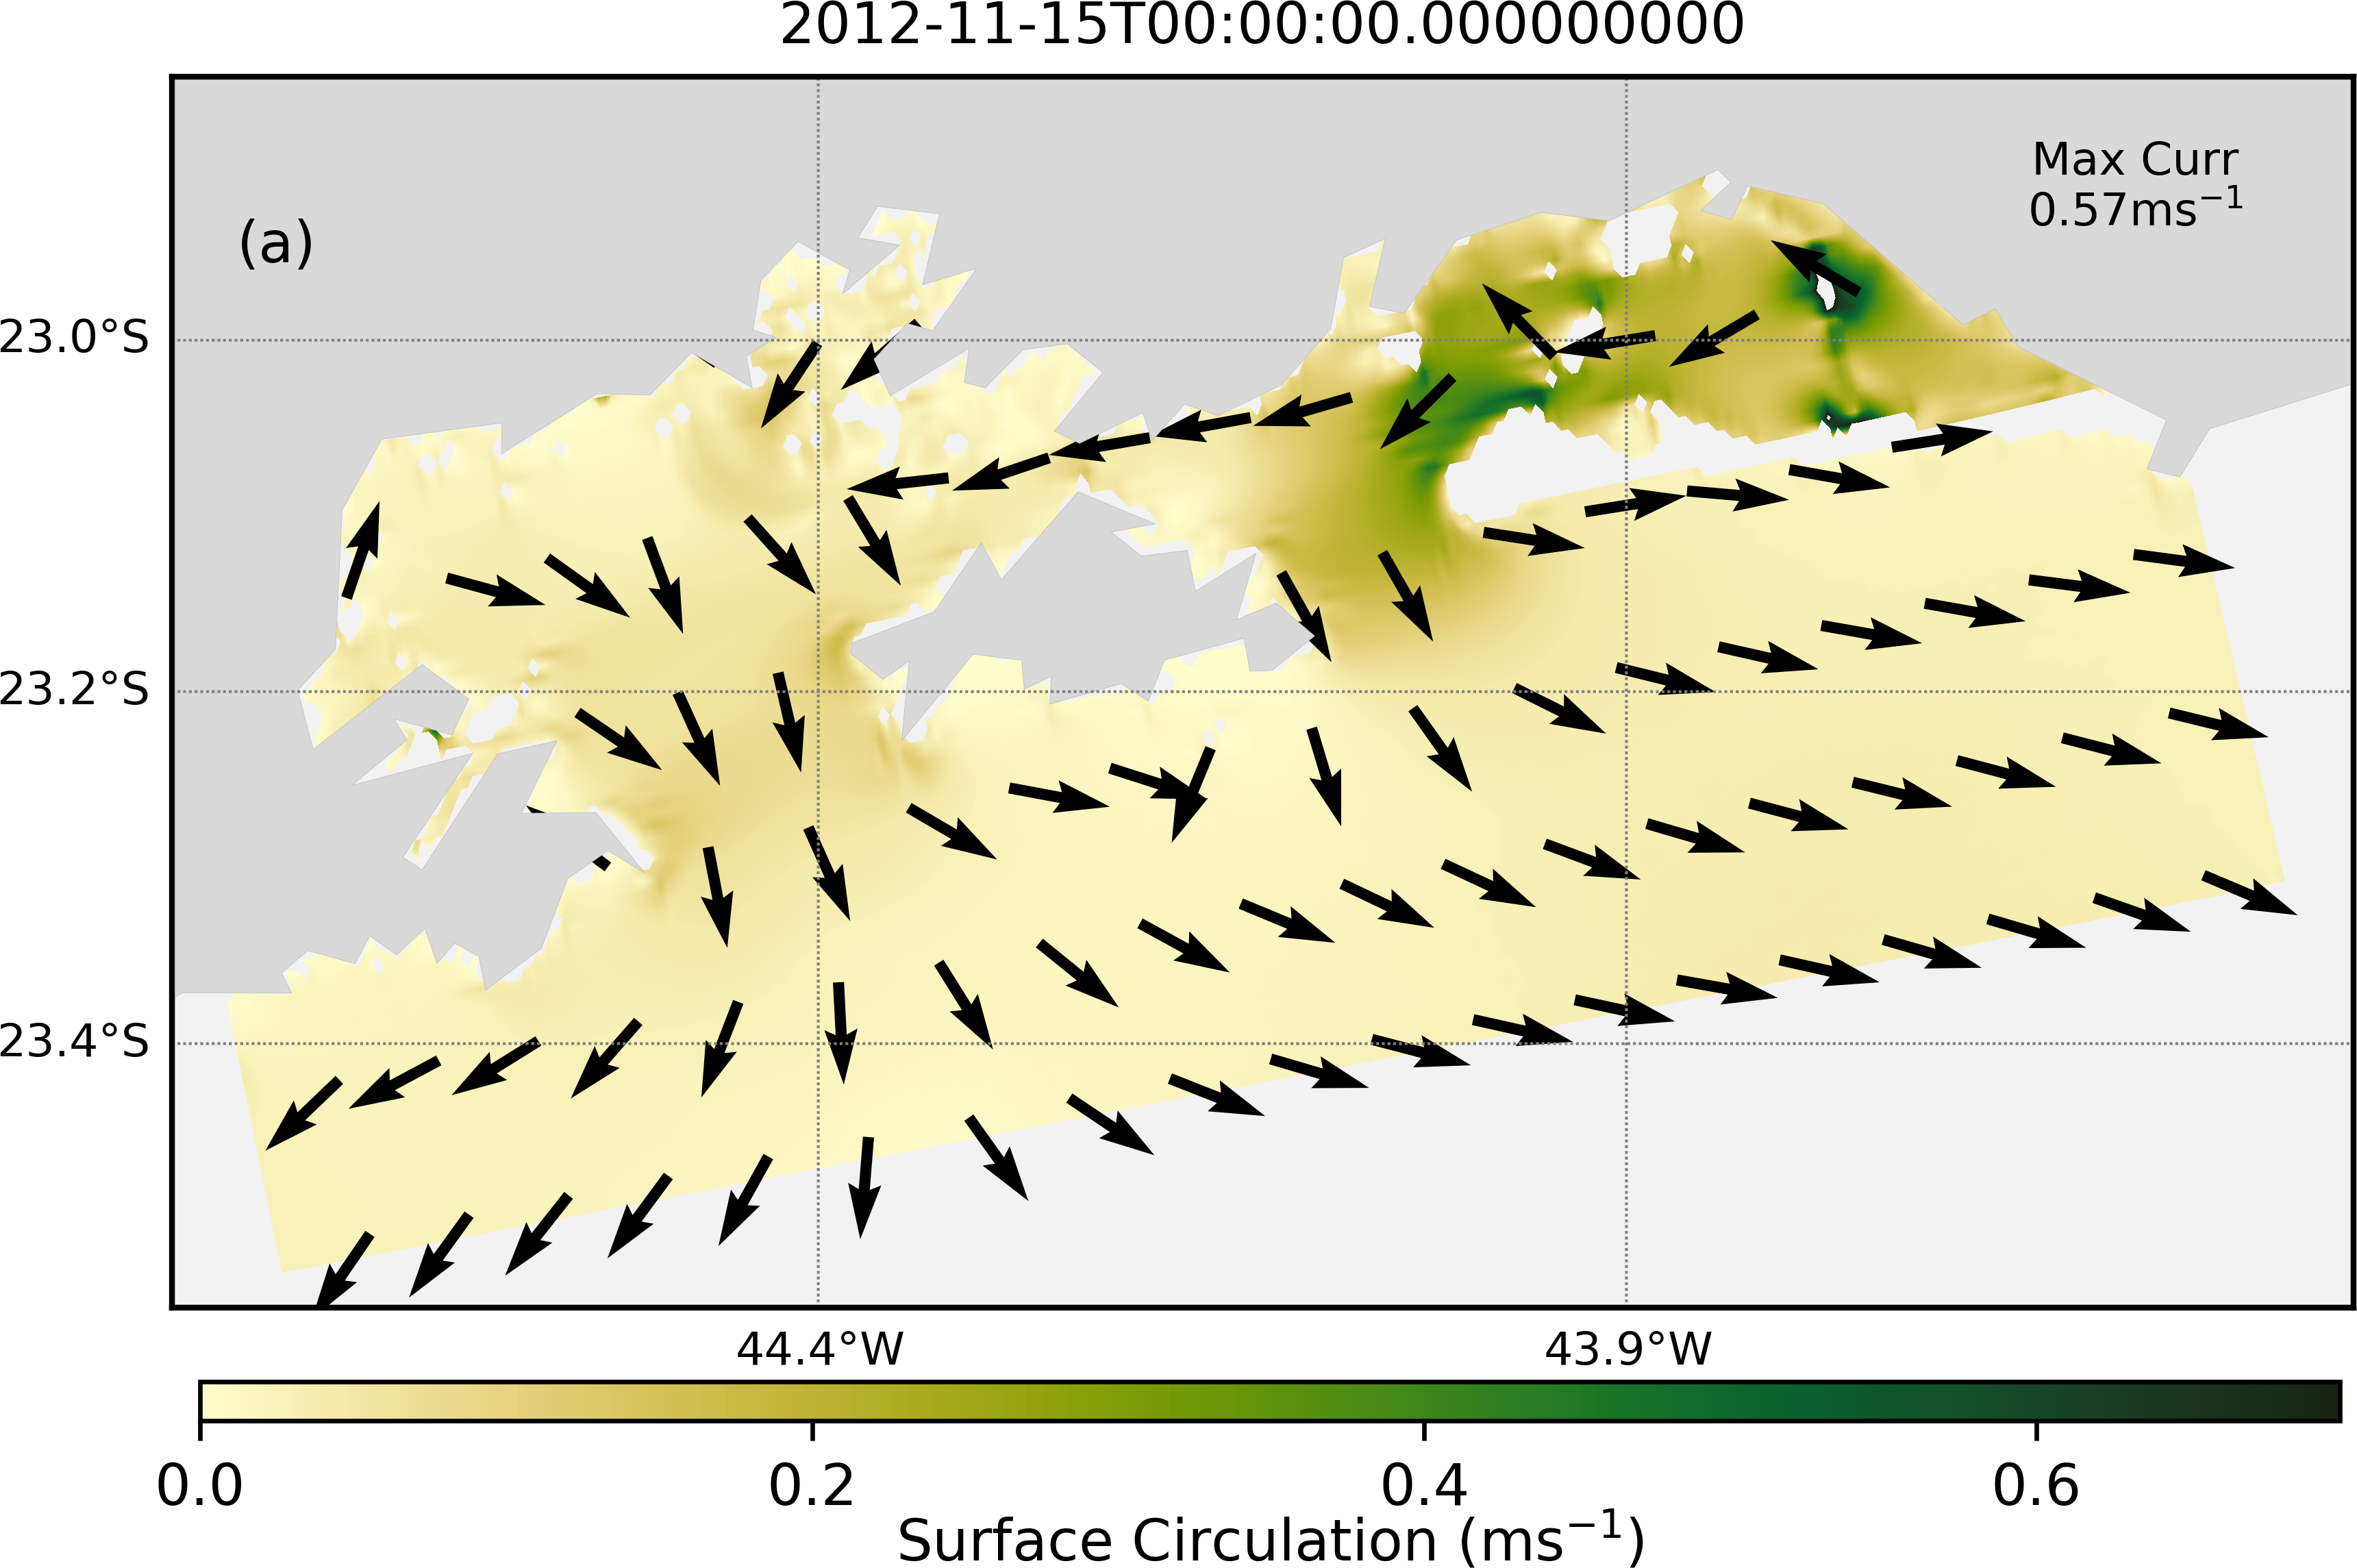 2012-11-15T00:00:00.000000000
Max Curr
0.57ms⁻¹
(a)
23.0°S
23.2°S
23.4°S
44.4°W 43.9°W
0.0 0.2 0.4 0.6
Surface Circulation (ms⁻¹)